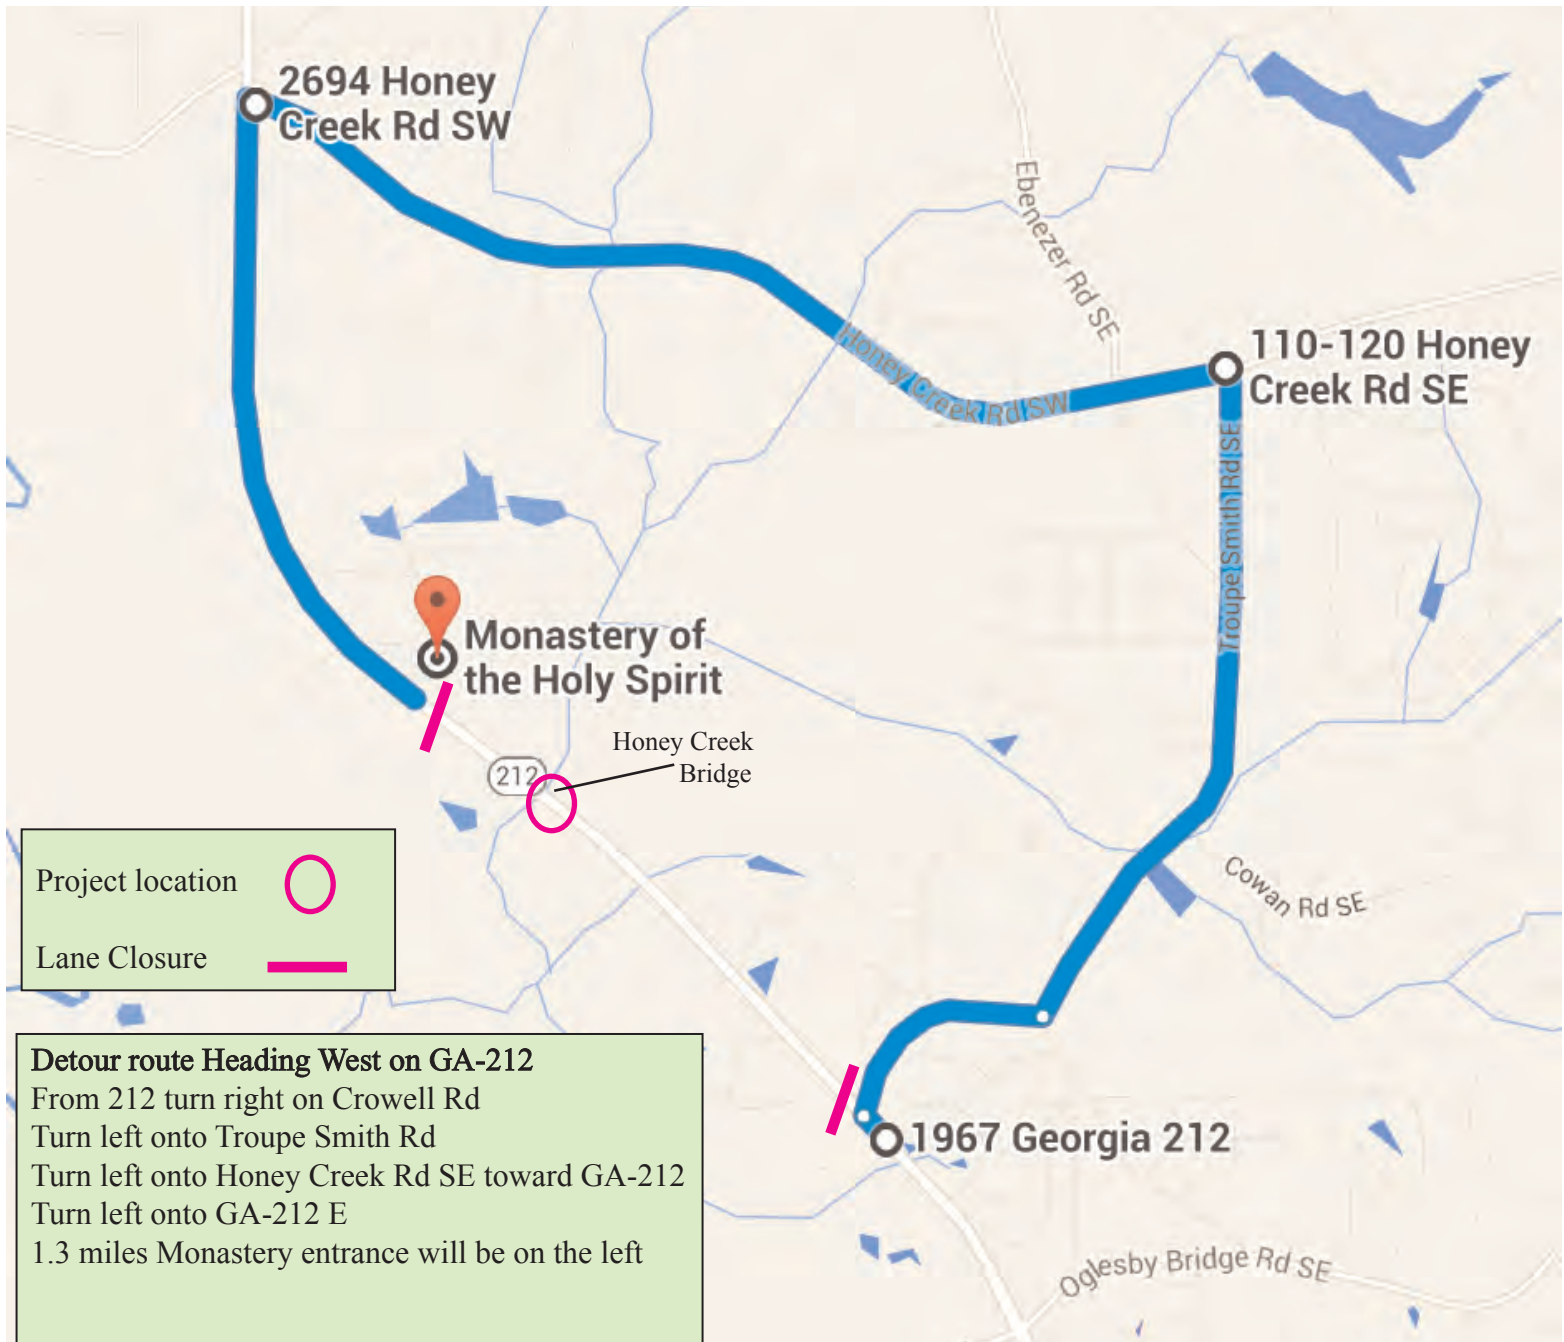 2694 Honey
Creek Rd SW
Ebenezer Rd SE
110-120 Honey
Creek Rd SE
Honey Creek Rd SW
Troupe Smith Rd SE
Monastery of
the Holy Spirit
Honey Creek
Bridge
212
Project location
Lane Closure
Cowan Rd SE
Detour route Heading West on GA-212
From 212 turn right on Crowell Rd
Turn left onto Troupe Smith Rd
Turn left onto Honey Creek Rd SE toward GA-212
Turn left onto GA-212 E
1.3 miles Monastery entrance will be on the left
1967 Georgia 212
Oglesby Bridge Rd SE